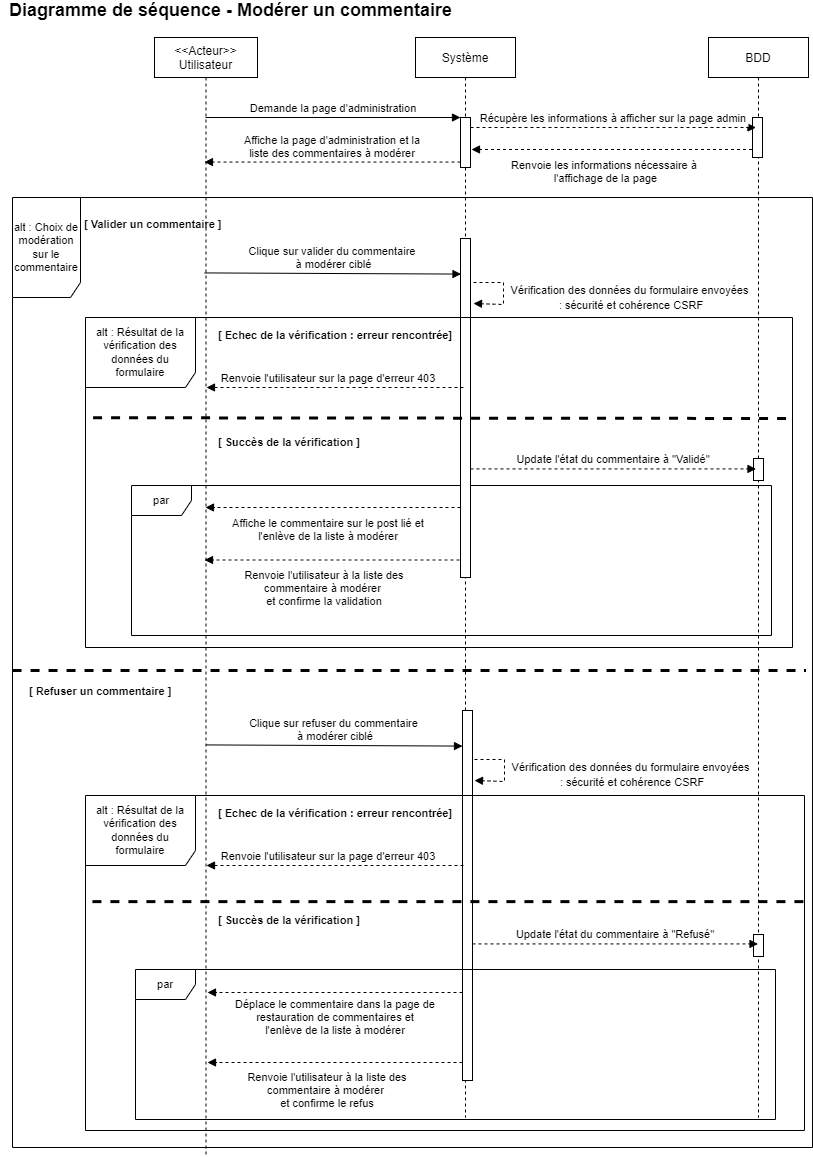 Diagramme de séquence - Modérer un commentaire
<<Acteur>>
Utilisateur
Système
BDD
Demande la page d'administration
Récupère les informations à afficher sur la page admin
Affiche la page d'administration et la
liste des commentaires à modérer
Renvoie les informations nécessaire à
l'affichage de la page
alt : Choix de
modération
sur le
commentaire
[ Valider un commentaire ]
Clique sur valider du commentaire
à modérer ciblé
Vérification des données du formulaire envoyées
: sécurité et cohérence CSRF
alt : Résultat de la
vérification des
données du
formulaire
[ Echec de la vérification : erreur rencontrée]
Renvoie l'utilisateur sur la page d'erreur 403
[ Succès de la vérification ]
Update l'état du commentaire à "Validé"
par
Affiche le commentaire sur le post lié et
l'enlève de la liste à modérer
Renvoie l'utilisateur à la liste des
commentaire à modérer
et confirme la validation
[ Refuser un commentaire ]
Clique sur refuser du commentaire
à modérer ciblé
Vérification des données du formulaire envoyées
: sécurité et cohérence CSRF
alt : Résultat de la
vérification des
données du
formulaire
[ Echec de la vérification : erreur rencontrée]
Renvoie l'utilisateur sur la page d'erreur 403
[ Succès de la vérification ]
Update l'état du commentaire à "Refusé"
par
Déplace le commentaire dans la page de
restauration de commentaires et
l'enlève de la liste à modérer
Renvoie l'utilisateur à la liste des
commentaire à modérer
et confirme le refus